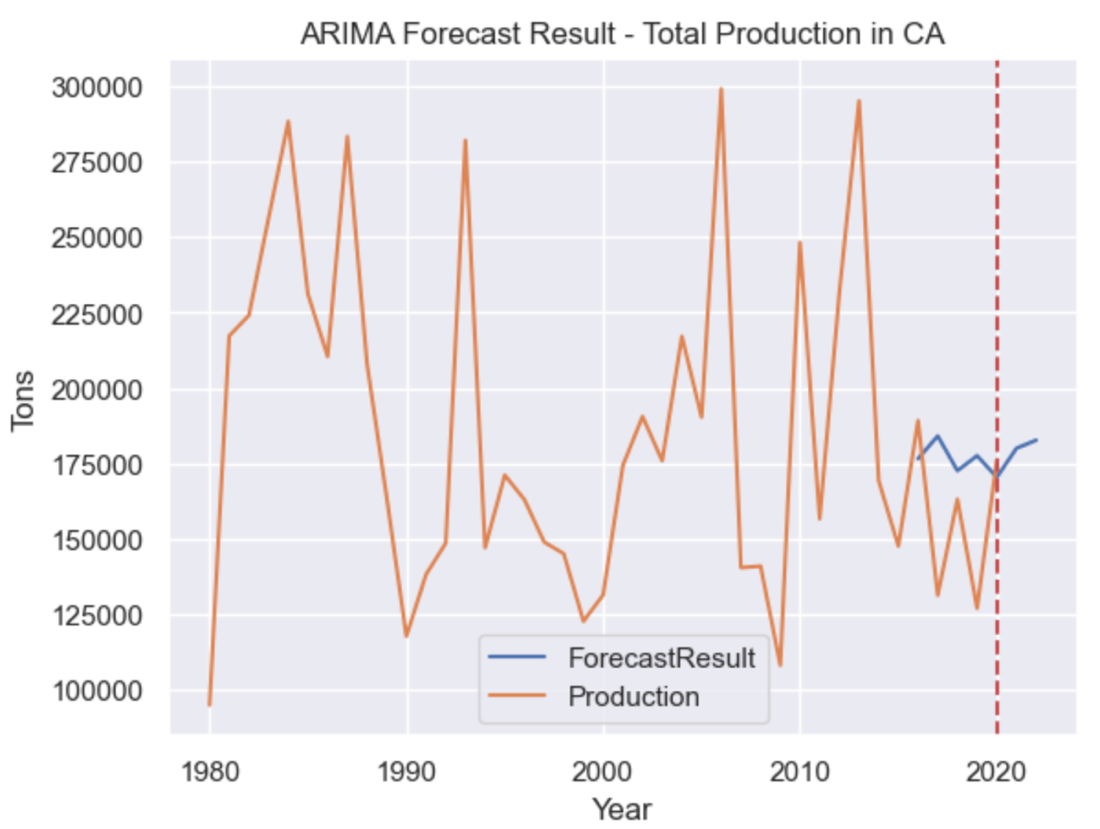 ARIMA Forecast Result - Total Production in CA
300000
275000
250000
225000
200000
175000
150000
125000
100000
Tons
ForecastResult
Production
1980 1990 2000 2010 2020
Year